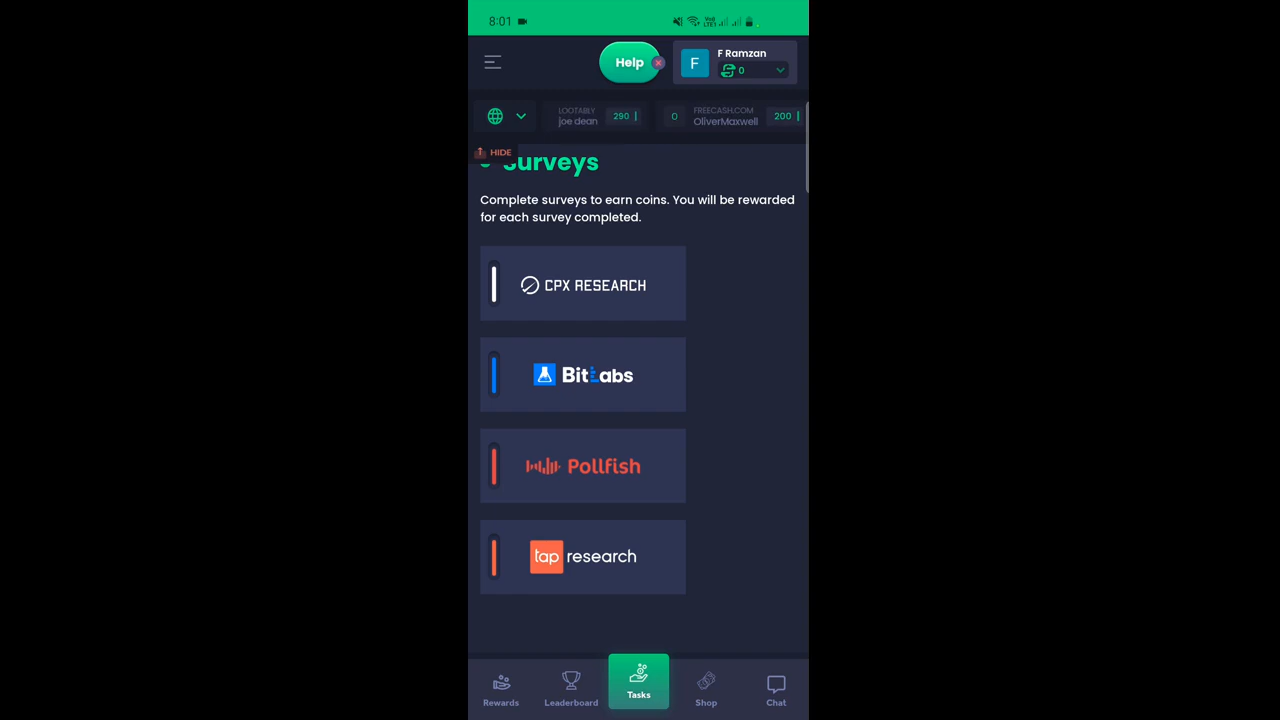 8:01
Vo)) LTE1
Help
F Ramzan
F
0
LOOTABLY
joe dean
290
O
FREECASH.COM
OliverMaxwell
200
HIDE
Surveys
Complete surveys to earn coins. You will be rewarded
for each survey completed.
CPX RESEARCH
BitLabs
Pollfish
tap research
Rewards
Leaderboard
Tasks
Shop
Chat